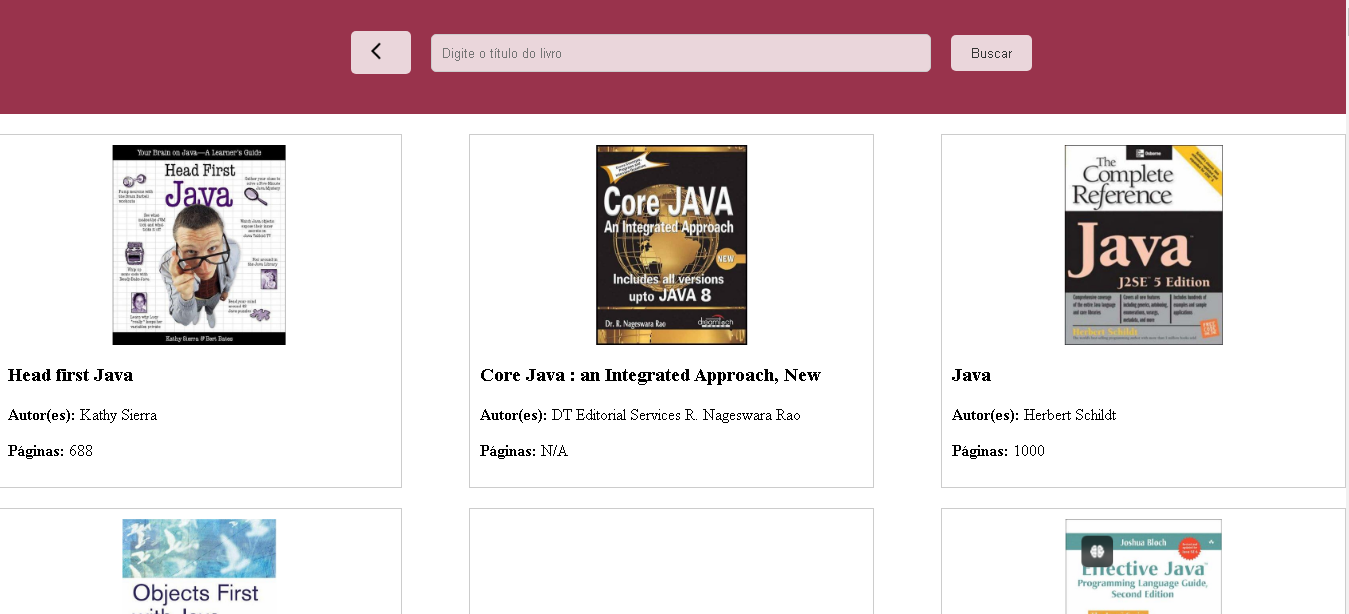 Digite o título do livro
Buscar
Your Brain on Java—A Learner's Guide
Head First
Java
Kathy Sierra & Bert Bates
Core JAVA
An Integrated Approach
NEW
Includes all versions
upto JAVA 8
Dr. R. Nageswara Rao
dreamtech
The
Complete
Reference
Java
J2SE 5 Edition
Herbert Schildt
Head first Java
Autor(es): Kathy Sierra
Páginas: 688
Core Java : an Integrated Approach, New
Autor(es): DT Editorial Services R. Nageswara Rao
Páginas: N/A
Java
Autor(es): Herbert Schildt
Páginas: 1000
Objects First
with Java
Joshua Bloch
Effective Java
Programming Language Guide,
Second Edition